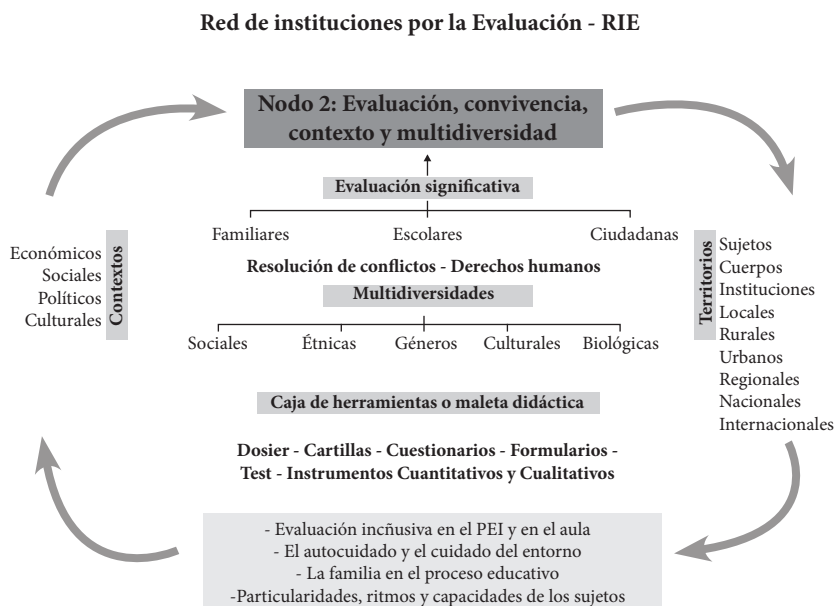 Red de instituciones por la Evaluación - RIE
Nodo 2: Evaluación, convivencia,
contexto y multidiversidad
Evaluación significativa
Familiares
Escolares
Ciudadanas
Resolución de conflictos - Derechos humanos
Multidiversidades
Sociales
Étnicas
Géneros
Culturales
Biológicas
Económicos
Sociales
Políticos
Culturales
Contextos
Territorios
Sujetos
Cuerpos
Instituciones
Locales
Rurales
Urbanos
Regionales
Nacionales
Internacionales
Caja de herramientas o maleta didáctica
Dosier - Cartillas - Cuestionarios - Formularios -
Test - Instrumentos Cuantitativos y Cualitativos
- Evaluación incñusiva en el PEI y en el aula
- El autocuidado y el cuidado del entorno
- La familia en el proceso educativo
-Particularidades, ritmos y capacidades de los sujetos